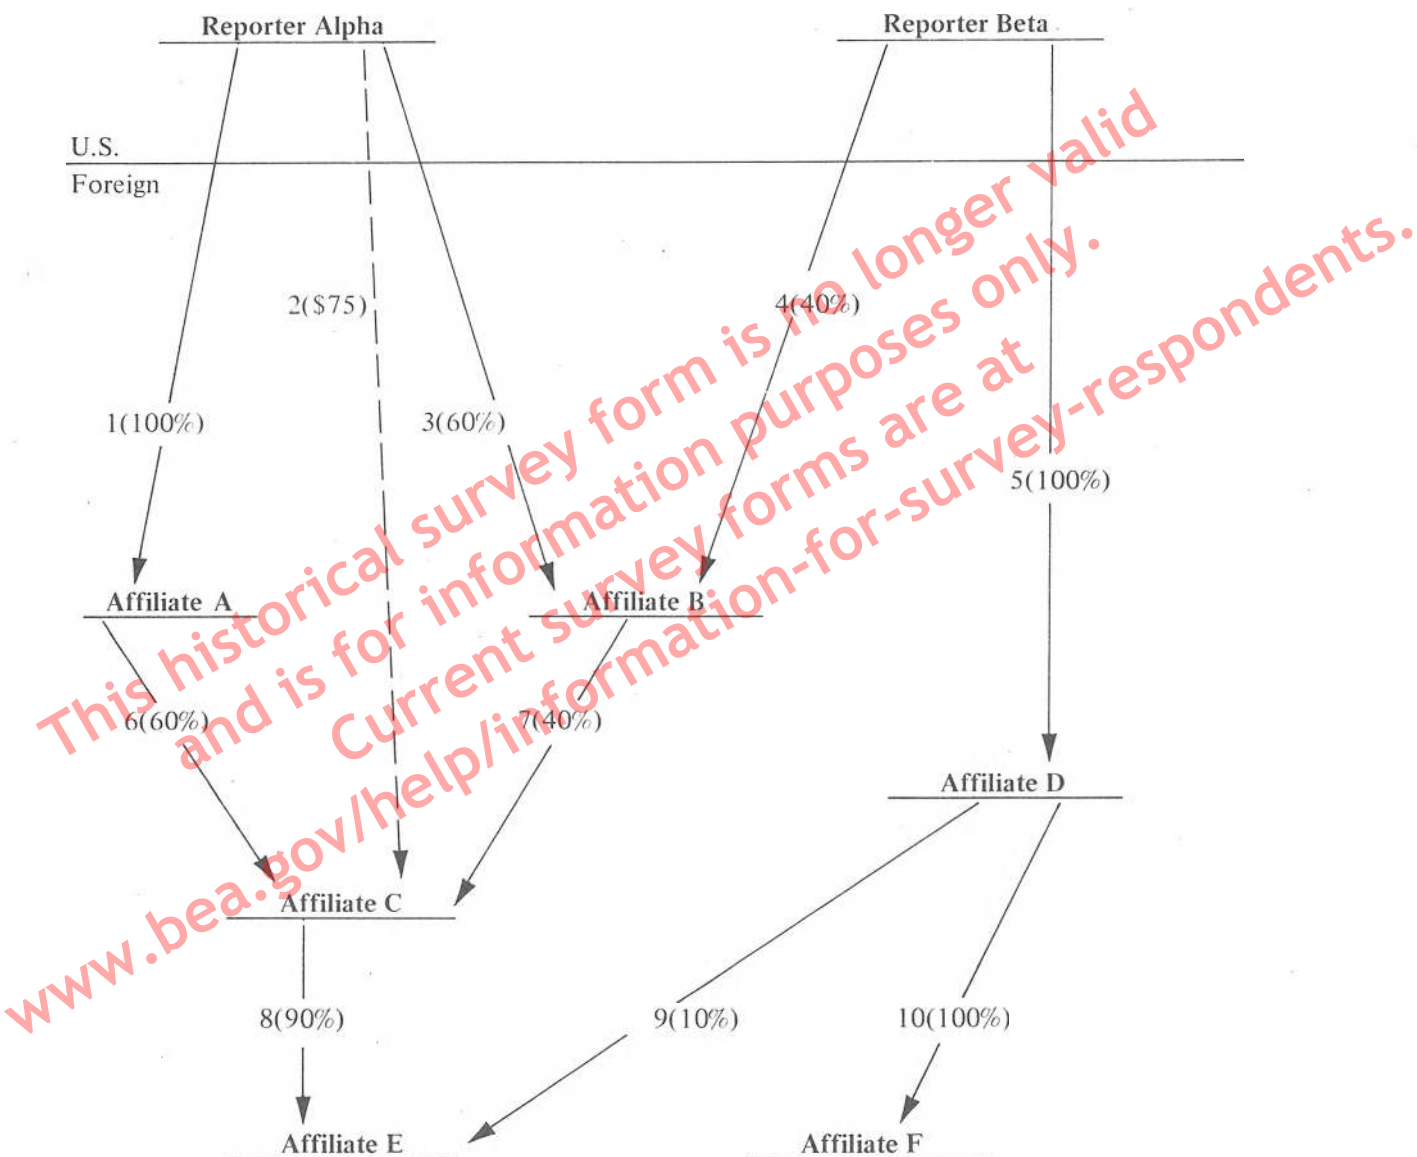 Reporter Alpha
Reporter Beta
U.S.
Foreign
2($75)
4(40%)
1(100%)
3(60%)
5(100%)
Affiliate A
Affiliate B
6(60%)
7(40%)
Affiliate D
Affiliate C
8(90%)
9(10%)
10(100%)
Affiliate E
Affiliate F
This historical survey form is no longer valid
and is for information purposes only.
Current survey forms are at
www.bea.gov/help/information-for-survey-respondents.